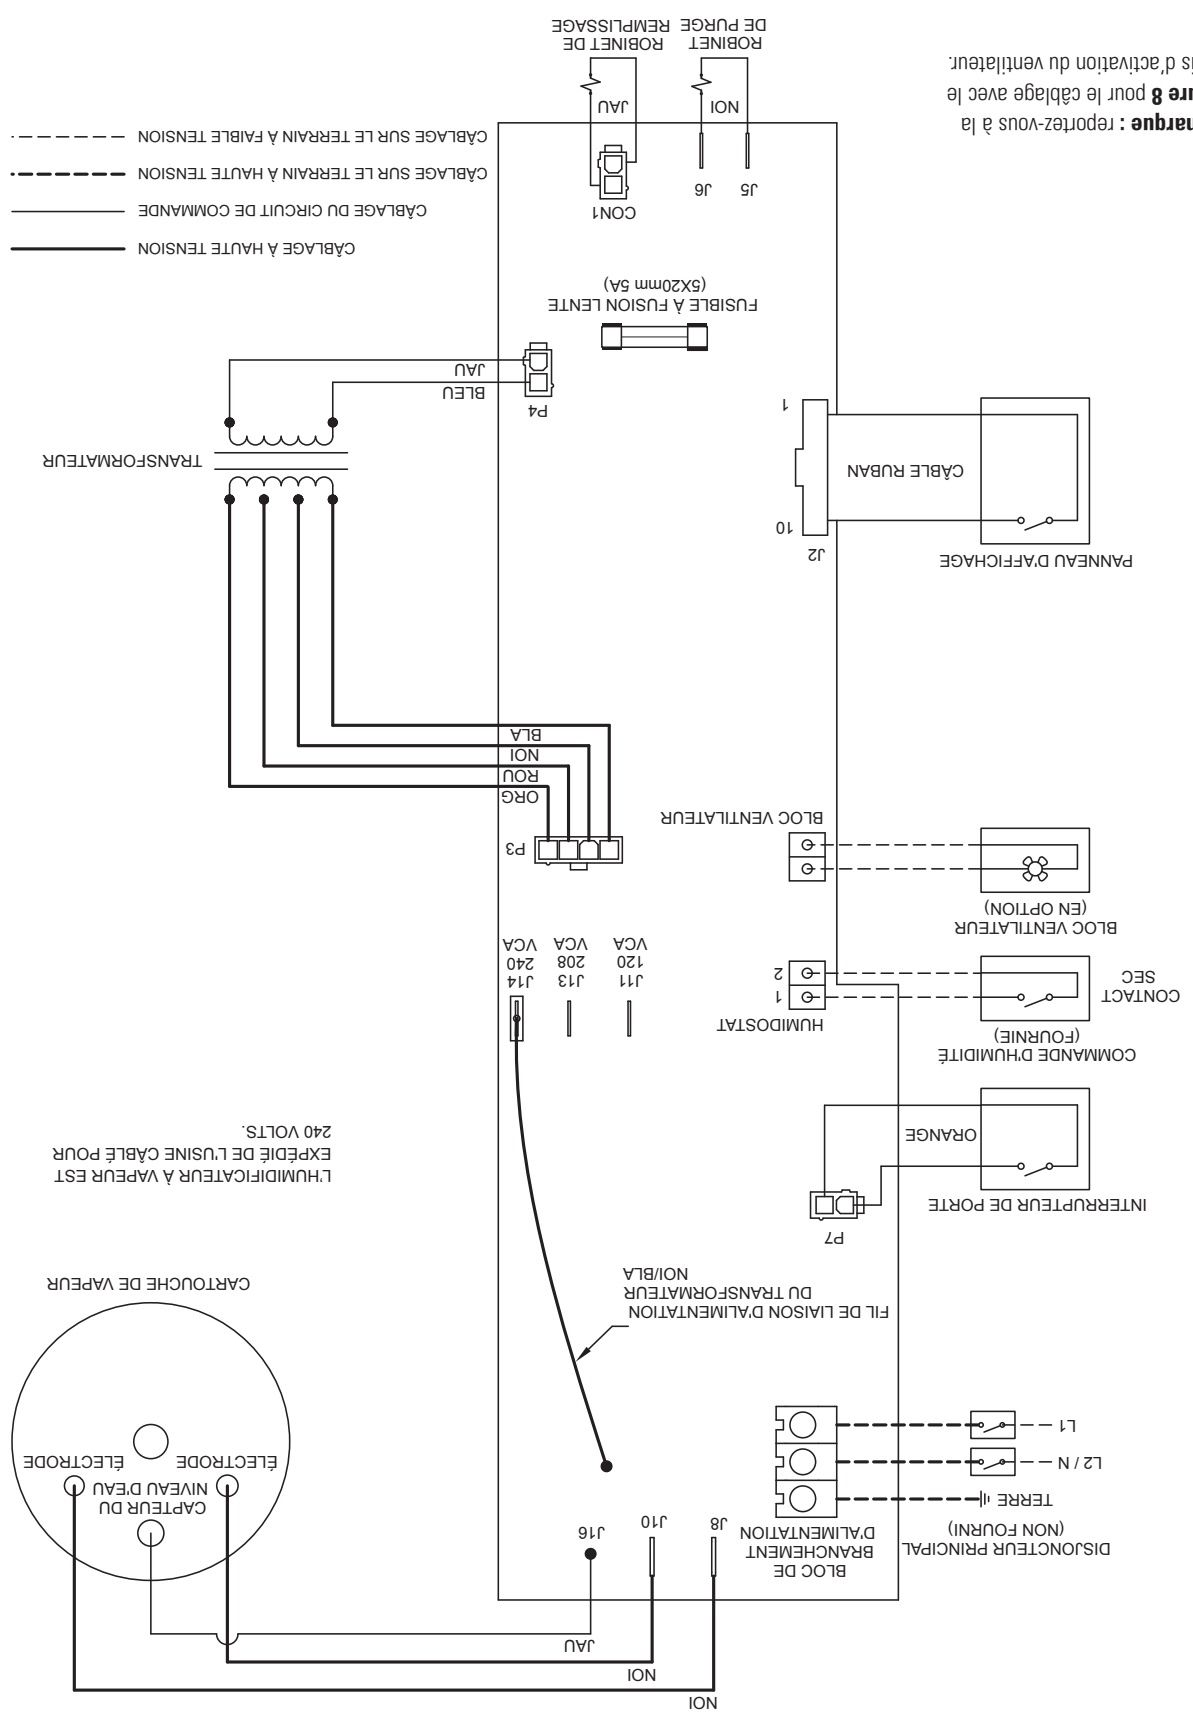 NOI
NOI
JAU
BLOC DE
BRANCHEMENT
D'ALIMENTATION
J8
J10
J16
DISJONCTEUR PRINCIPAL
(NON FOURNI)
TERRE
L2 / N
L1
CAPTEUR DU
NIVEAU D'EAU
ÉLECTRODE
ÉLECTRODE
CARTOUCHE DE VAPEUR
FIL DE LIAISON D'ALIMENTATION
DU TRANSFORMATEUR
NOI/BLA
P7
INTERRUPTEUR DE PORTE
ORANGE
L'HUMIDIFICATEUR À VAPEUR EST
EXPÉDIÉ DE L'USINE CÂBLÉ POUR
240 VOLTS.
COMMANDE D'HUMIDITÉ
(FOURNIE)
CONTACT
SEC
HUMIDOSTAT
1
2
J11
120
VCA
J13
208
VCA
J14
240
VCA
BLOC VENTILATEUR
(EN OPTION)
BLOC VENTILATEUR
P3
ORG
ROU
NOI
BLA
PANNEAU D'AFFICHAGE
J2
10
CÂBLE RUBAN
1
TRANSFORMATEUR
P4
BLEU
JAU
FUSIBLE À FUSION LENTE
(5X20mm 5A)
CÂBLAGE À HAUTE TENSION
CÂBLAGE DU CIRCUIT DE COMMANDE
CÂBLAGE SUR LE TERRAIN À HAUTE TENSION
CÂBLAGE SUR LE TERRAIN À FAIBLE TENSION
CON1
J5
J6
NOI
JAU
ROBINET
DE PURGE
ROBINET DE
REMPLISSAGE
marque : reportez-vous à la
ure 8 pour le câblage avec le
is d'activation du ventilateur.